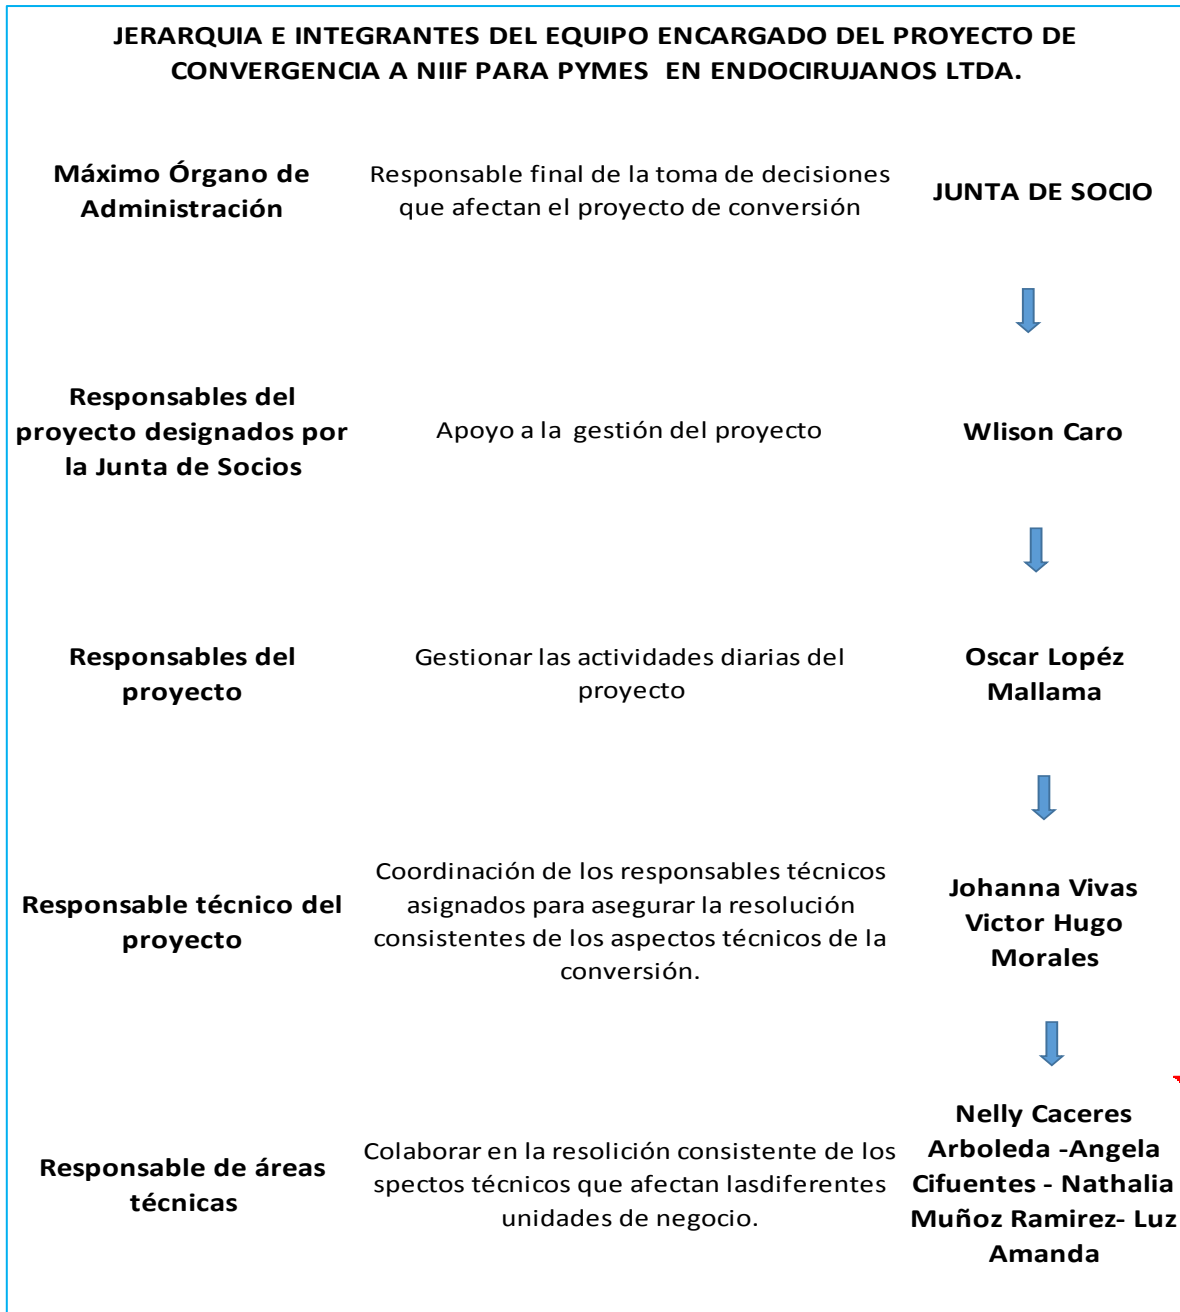 JERARQUIA E INTEGRANTES DEL EQUIPO ENCARGADO DEL PROYECTO DE
CONVERGENCIA A NIIF PARA PYMES EN ENDOCIRUJANOS LTDA.
Máximo Órgano de
Administración
Responsable final de la toma de decisiones
que afectan el proyecto de conversión
JUNTA DE SOCIO
Responsables del
proyecto designados por
la Junta de Socios
Apoyo a la gestión del proyecto
Wlison Caro
Responsables del
proyecto
Gestionar las actividades diarias del
proyecto
Oscar Lopéz
Mallama
Responsable técnico del
proyecto
Coordinación de los responsables técnicos
asignados para asegurar la resolución
consistentes de los aspectos técnicos de la
conversión.
Johanna Vivas
Victor Hugo
Morales
Responsable de áreas
técnicas
Colaborar en la resolición consistente de los
spectos técnicos que afectan lasdiferentes
unidades de negocio.
Nelly Caceres
Arboleda -Angela
Cifuentes - Nathalia
Muñoz Ramirez- Luz
Amanda